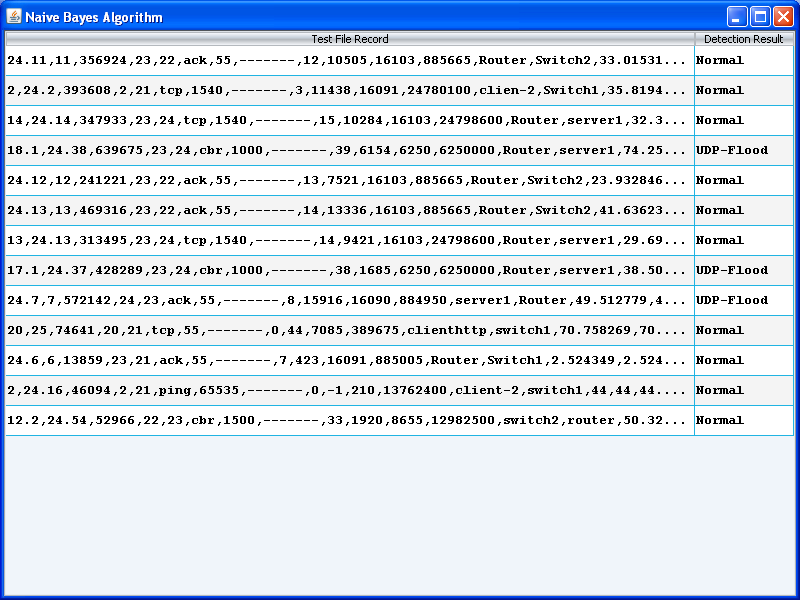 Naive Bayes Algorithm
Test File Record Detection Result
24.11,11,356924,23,22,ack,55,-------,12,10505,16103,885665,Router,Switch2,33.01531... Normal
2,24.2,393608,2,21,tcp,1540,-------,3,11438,16091,24780100,clien-2,Switch1,35.8194... Normal
14,24.14,347933,23,24,tcp,1540,-------,15,10284,16103,24798600,Router,server1,32.3... Normal
18.1,24.38,639675,23,24,cbr,1000,-------,39,6154,6250,6250000,Router,server1,74.25... UDP-Flood
24.12,12,241221,23,22,ack,55,-------,13,7521,16103,885665,Router,Switch2,23.932846... Normal
24.13,13,469316,23,22,ack,55,-------,14,13336,16103,885665,Router,Switch2,41.63623... Normal
13,24.13,313495,23,24,tcp,1540,-------,14,9421,16103,24798600,Router,server1,29.69... Normal
17.1,24.37,428289,23,24,cbr,1000,-------,38,1685,6250,6250000,Router,server1,38.50... UDP-Flood
24.7,7,572142,24,23,ack,55,-------,8,15916,16090,884950,server1,Router,49.512779,4... UDP-Flood
20,25,74641,20,21,tcp,55,-------,0,44,7085,389675,clienthttp,switch1,70.758269,70.... Normal
24.6,6,13859,23,21,ack,55,-------,7,423,16091,885005,Router,Switch1,2.524349,2.524... Normal
2,24.16,46094,2,21,ping,65535,-------,0,-1,210,13762400,client-2,switch1,44,44,44.... Normal
12.2,24.54,52966,22,23,cbr,1500,-------,33,1920,8655,12982500,switch2,router,50.32... Normal